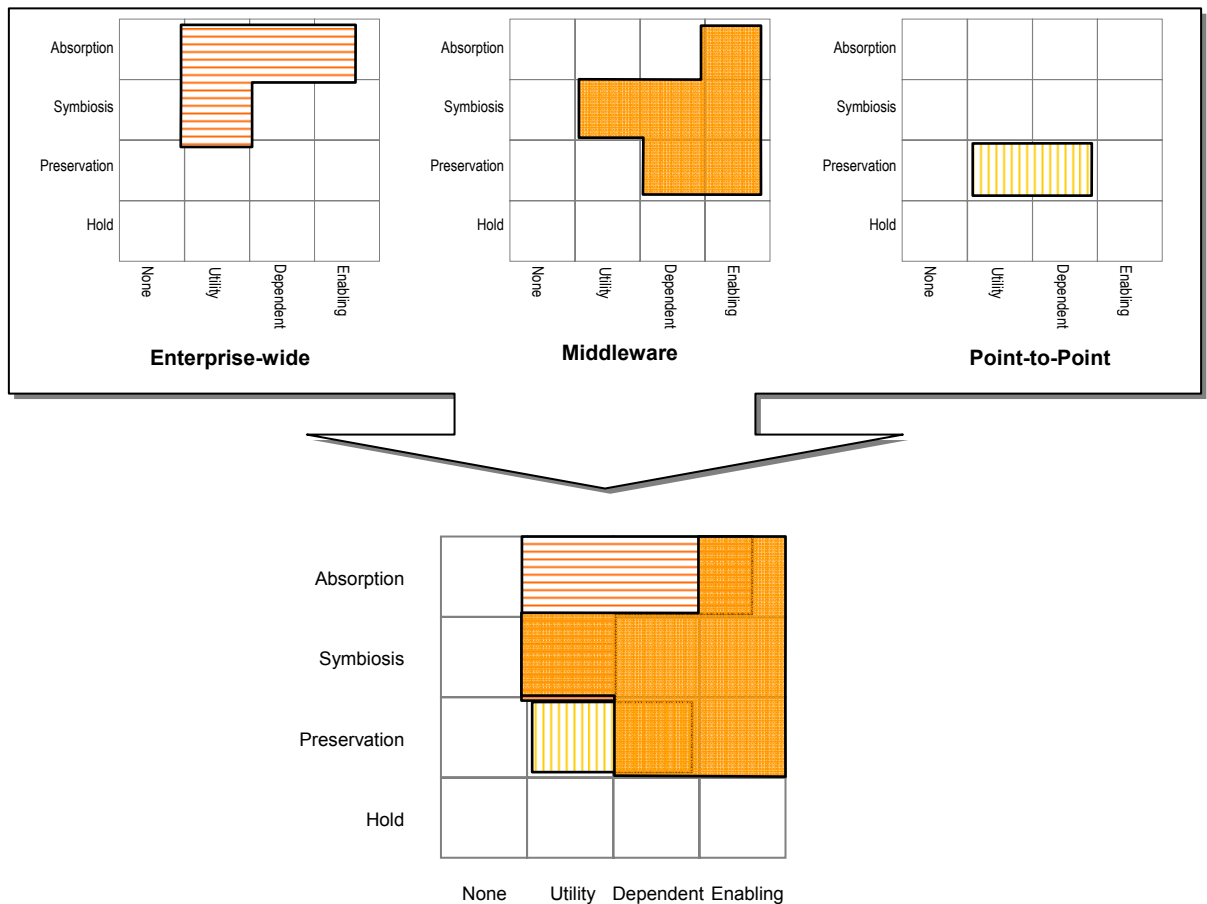 Absorption
Symbiosis
Preservation
Hold
None
Utility
Dependent
Enabling
Enterprise-wide
Absorption
Symbiosis
Preservation
Hold
None
Utility
Dependent
Enabling
Middleware
Absorption
Symbiosis
Preservation
Hold
None
Utility
Dependent
Enabling
Point-to-Point
Absorption
Symbiosis
Preservation
Hold
None Utility Dependent Enabling